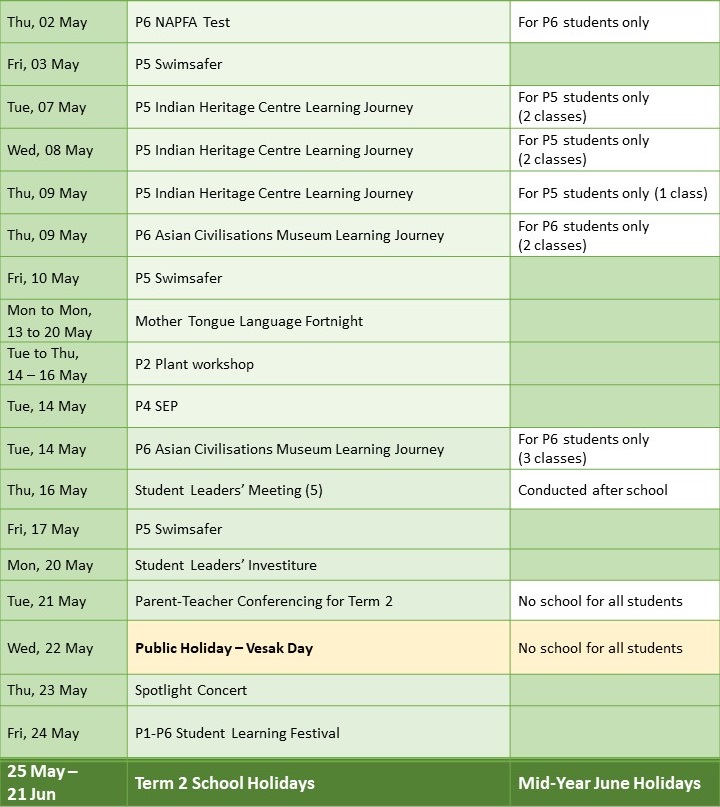 Thu, 02 May P6 NAPFA Test For P6 students only
Fri, 03 May P5 Swimsafer
Tue, 07 May P5 Indian Heritage Centre Learning Journey For P5 students only
(2 classes)
Wed, 08 May P5 Indian Heritage Centre Learning Journey For P5 students only
(2 classes)
Thu, 09 May P5 Indian Heritage Centre Learning Journey For P5 students only (1 class)
Thu, 09 May P6 Asian Civilisations Museum Learning Journey For P6 students only
(2 classes)
Fri, 10 May P5 Swimsafer
Mon to Mon,
13 to 20 May Mother Tongue Language Fortnight
Tue to Thu,
14 – 16 May P2 Plant workshop
Tue, 14 May P4 SEP
Tue, 14 May P6 Asian Civilisations Museum Learning Journey For P6 students only
(3 classes)
Thu, 16 May Student Leaders’ Meeting (5) Conducted after school
Fri, 17 May P5 Swimsafer
Mon, 20 May Student Leaders’ Investiture
Tue, 21 May Parent-Teacher Conferencing for Term 2 No school for all students
Wed, 22 May Public Holiday – Vesak Day No school for all students
Thu, 23 May Spotlight Concert
Fri, 24 May P1-P6 Student Learning Festival
25 May –
21 Jun Term 2 School Holidays Mid-Year June Holidays